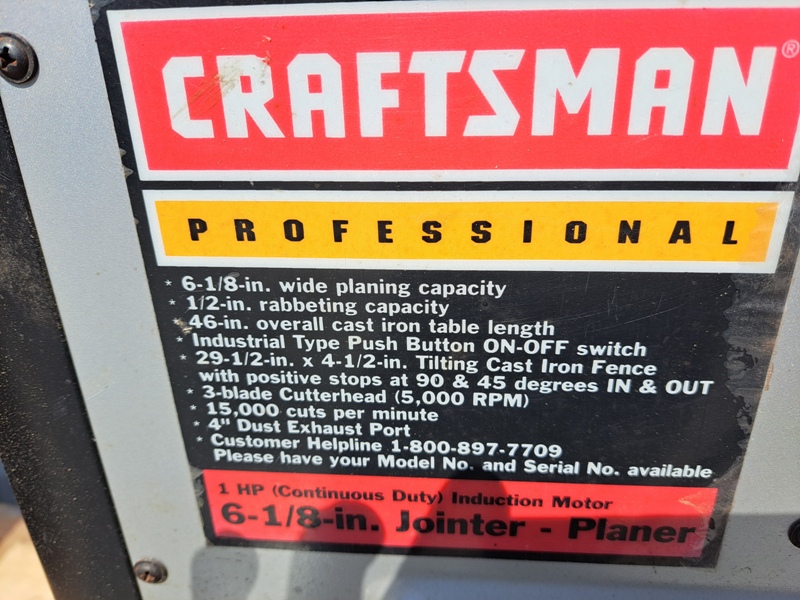 CRAFTSMAN®
PROFESSIONAL
* 6-1/8-in. wide planing capacity
* 1/2-in. rabbeting capacity
* 46-in. overall cast iron table length
* Industrial Type Push Button ON-OFF switch
* 29-1/2-in. x 4-1/2-in. Tilting Cast Iron Fence
with positive stops at 90 & 45 degrees IN & OUT
* 3-blade Cutterhead (5,000 RPM)
* 15,000 cuts per minute
* 4" Dust Exhaust Port
* Customer Helpline 1-800-897-7709
Please have your Model No. and Serial No. available
1 HP (Continuous Duty) Induction Motor
6-1/8-in. Jointer - Planer